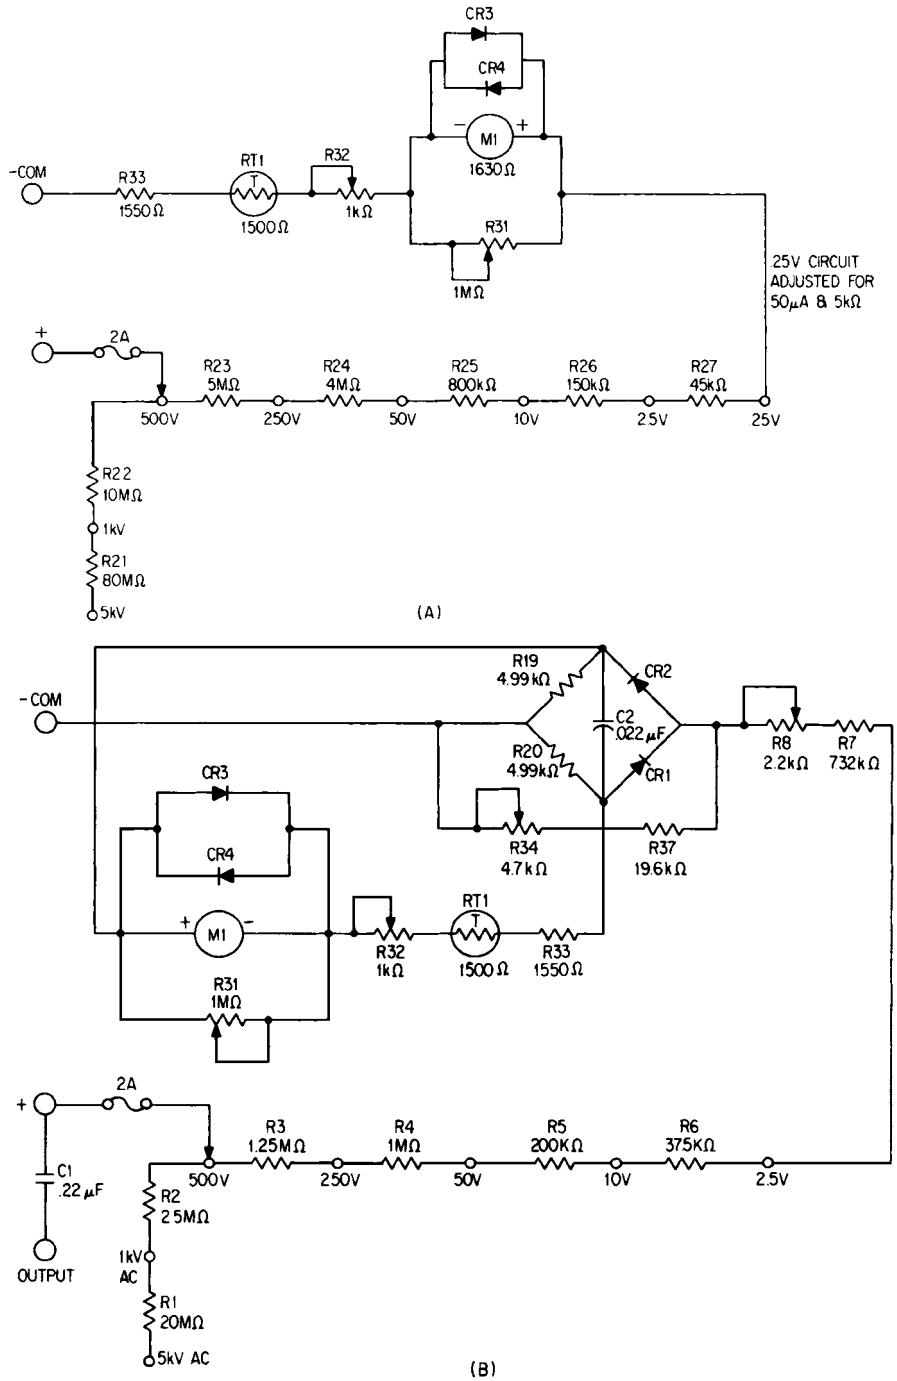 CR3
CR4
- M1 +
1630Ω
-COM
R33
1550Ω
RT1
T
1500Ω
R32
1kΩ
R31
1MΩ
.25V CIRCUIT
ADJUSTED FOR
50μA & 5kΩ
+
2A
R23
5MΩ
R24
4MΩ
R25
800kΩ
R26
150kΩ
R27
45kΩ
500V
250V
50V
10V
2.5V
.25V
R22
10MΩ
1kV
R21
80MΩ
5kV
(A)
-COM
R19
4.99kΩ
CR2
C2
.022μF
R20
4.99kΩ
CR1
R8
2.2kΩ
R7
7.32kΩ
CR3
CR4
R34
4.7kΩ
R37
19.6kΩ
+ M1 -
R32
1kΩ
RT1
T
1500Ω
R33
1550Ω
R31
1MΩ
+
2A
C1
.22μF
OUTPUT
R3
1.25MΩ
R4
1MΩ
R5
200KΩ
R6
37.5KΩ
500V
250V
50V
10V
2.5V
R2
2.5MΩ
1kV
AC
R1
20MΩ
5kV AC
(B)